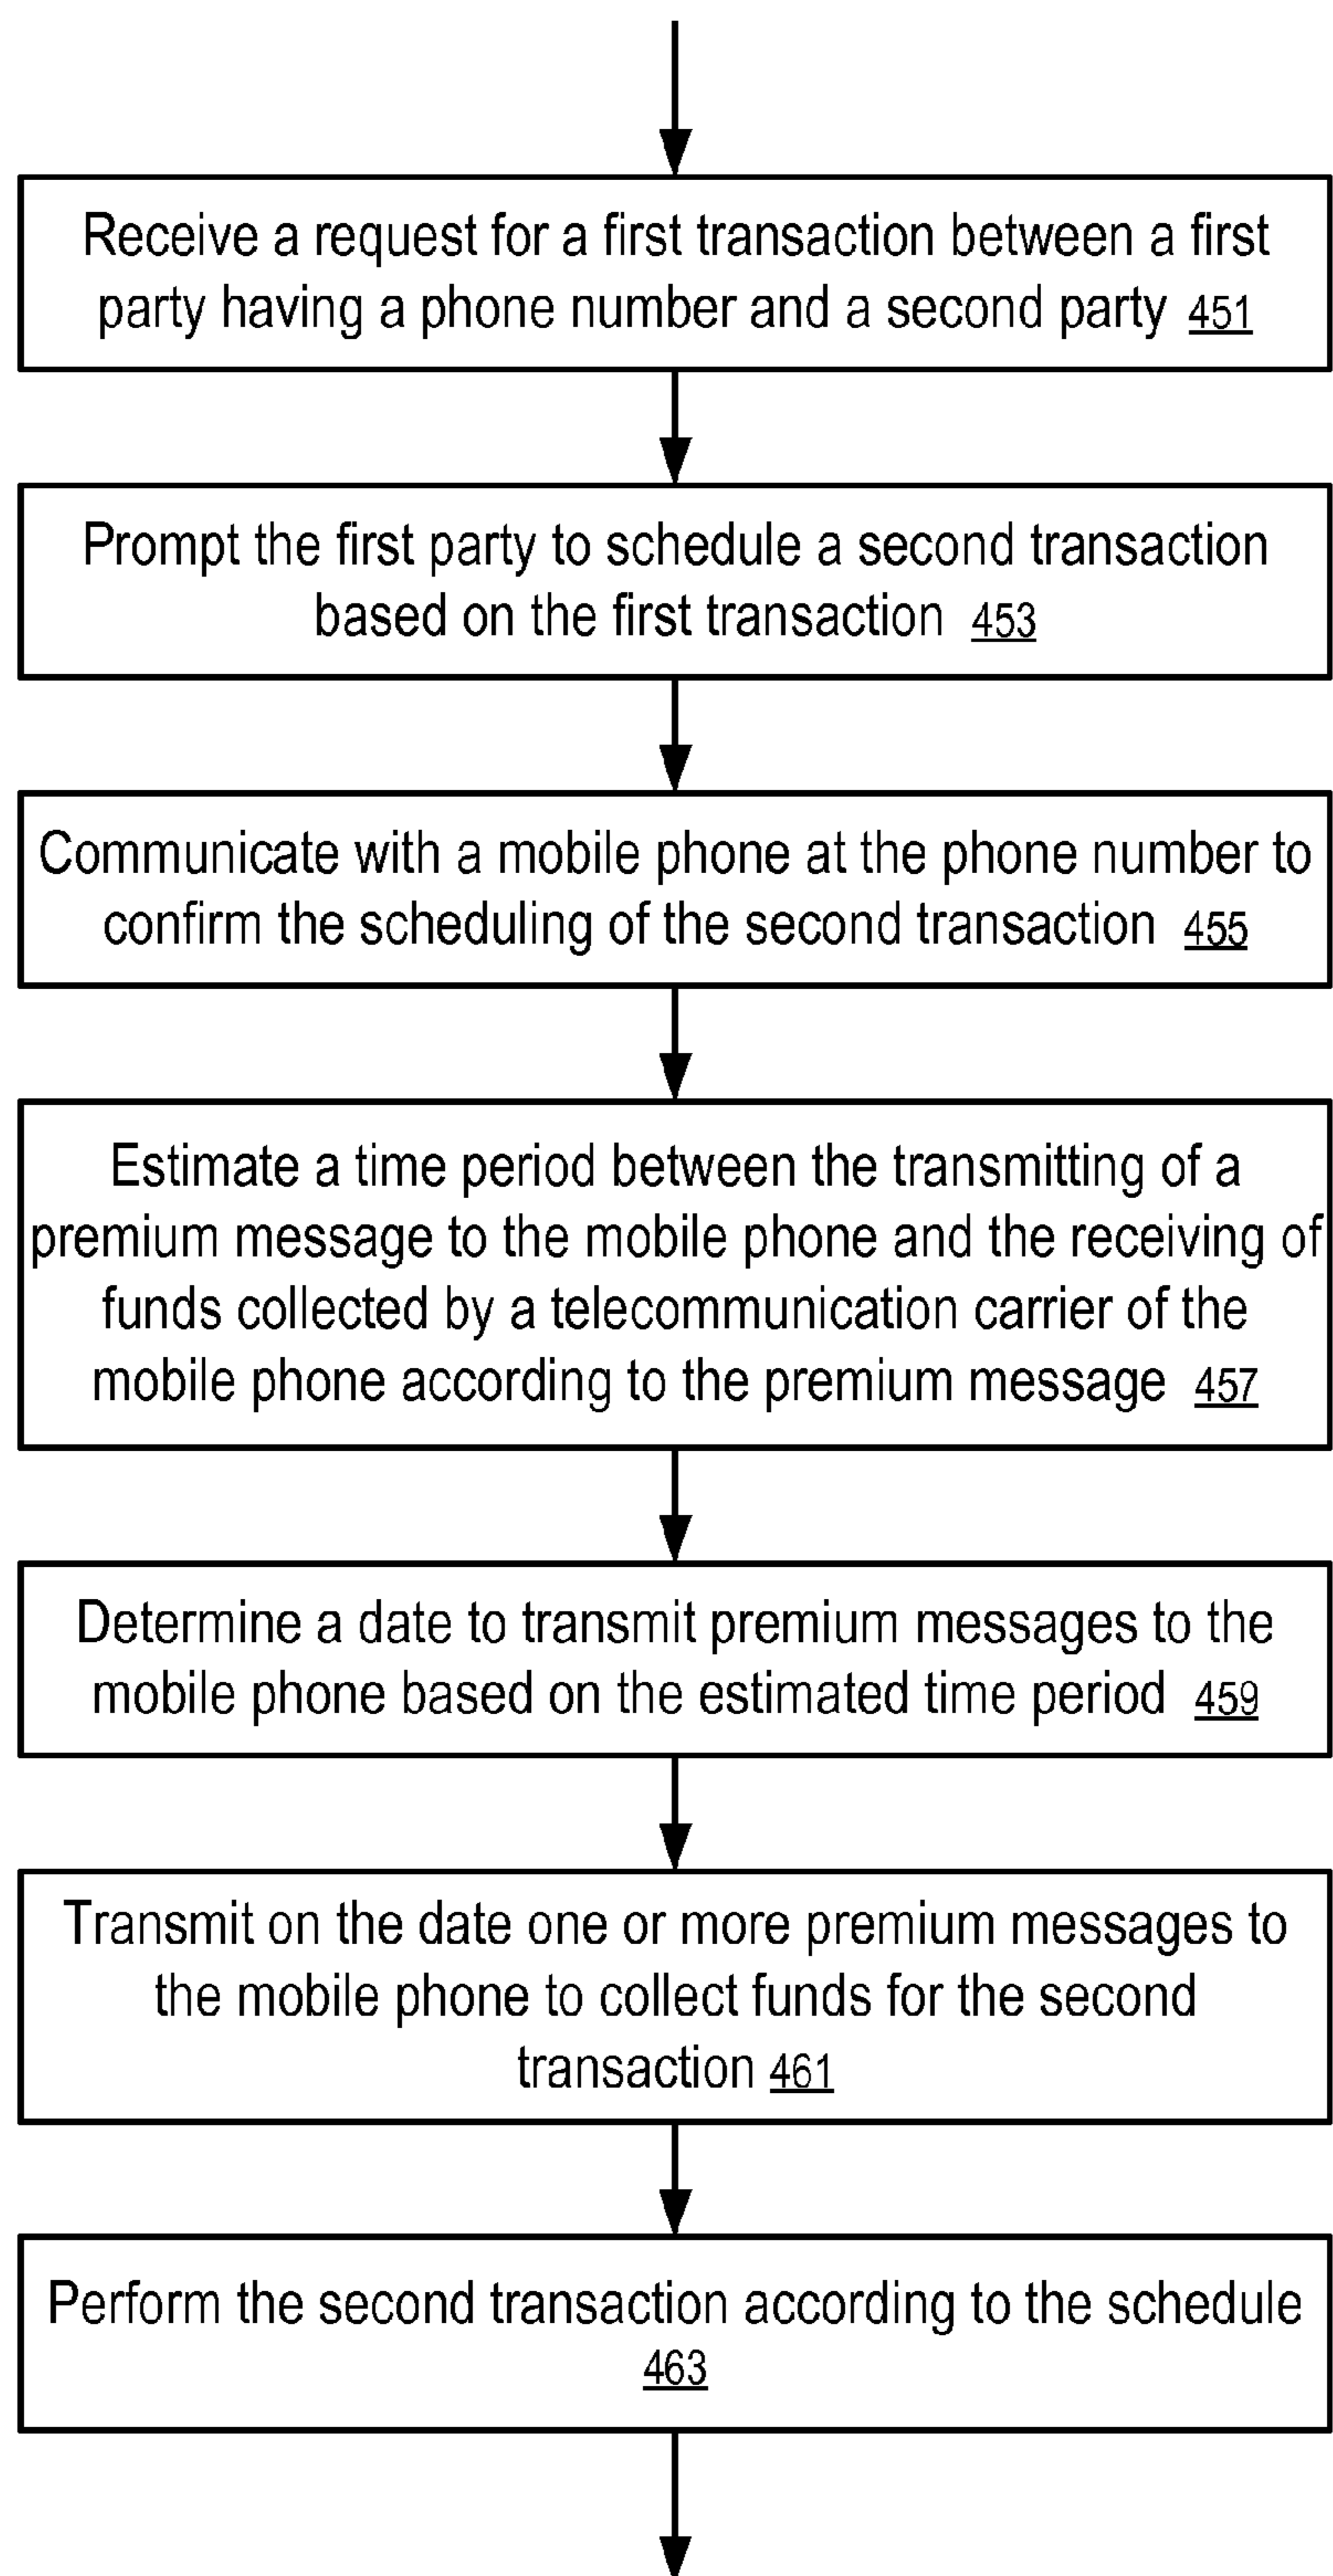 Receive a request for a first transaction between a first
party having a phone number and a second party 451
Prompt the first party to schedule a second transaction
based on the first transaction 453
Communicate with a mobile phone at the phone number to
confirm the scheduling of the second transaction 455
Estimate a time period between the transmitting of a
premium message to the mobile phone and the receiving of
funds collected by a telecommunication carrier of the
mobile phone according to the premium message 457
Determine a date to transmit premium messages to the
mobile phone based on the estimated time period 459
Transmit on the date one or more premium messages to
the mobile phone to collect funds for the second
transaction 461
Perform the second transaction according to the schedule
463